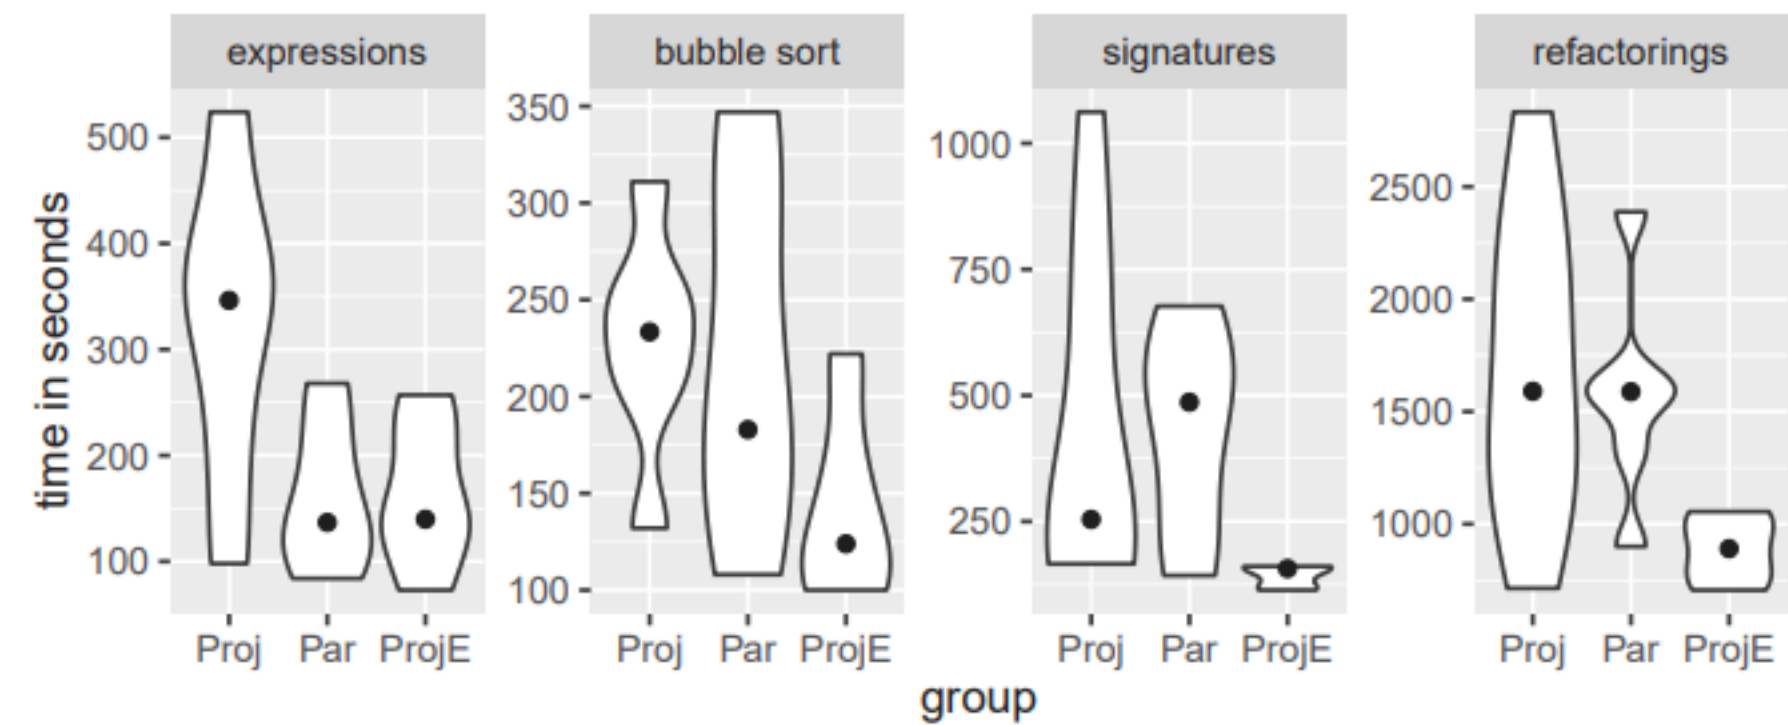 expressions
bubble sort
signatures
refactorings
time in seconds
500
400
300
200
100
350
300
250
200
150
100
1000
750
500
250
2500
2000
1500
1000
Proj Par ProjE
Proj Par ProjE
Proj Par ProjE
Proj Par ProjE
group